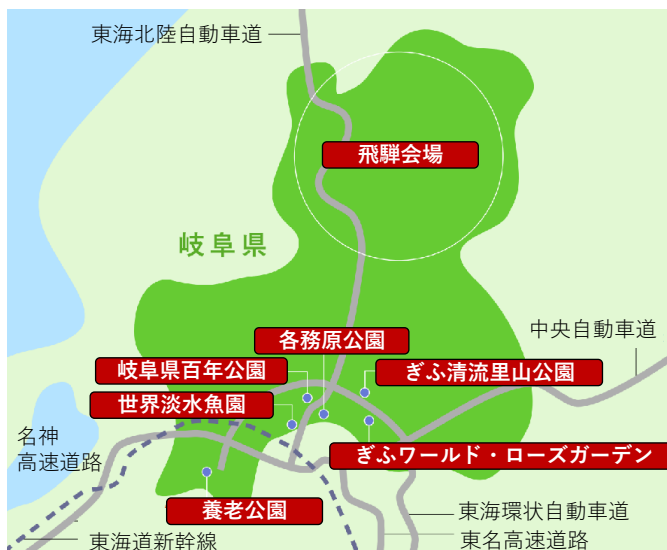 東海北陸自動車道
飛騨会場
岐阜県
各務原公園
中央自動車道
岐阜県百年公園
ぎふ清流里山公園
世界淡水魚園
名神
高速道路
ぎふワールド・ローズガーデン
養老公園
東海環状自動車道
東海道新幹線
東名高速道路